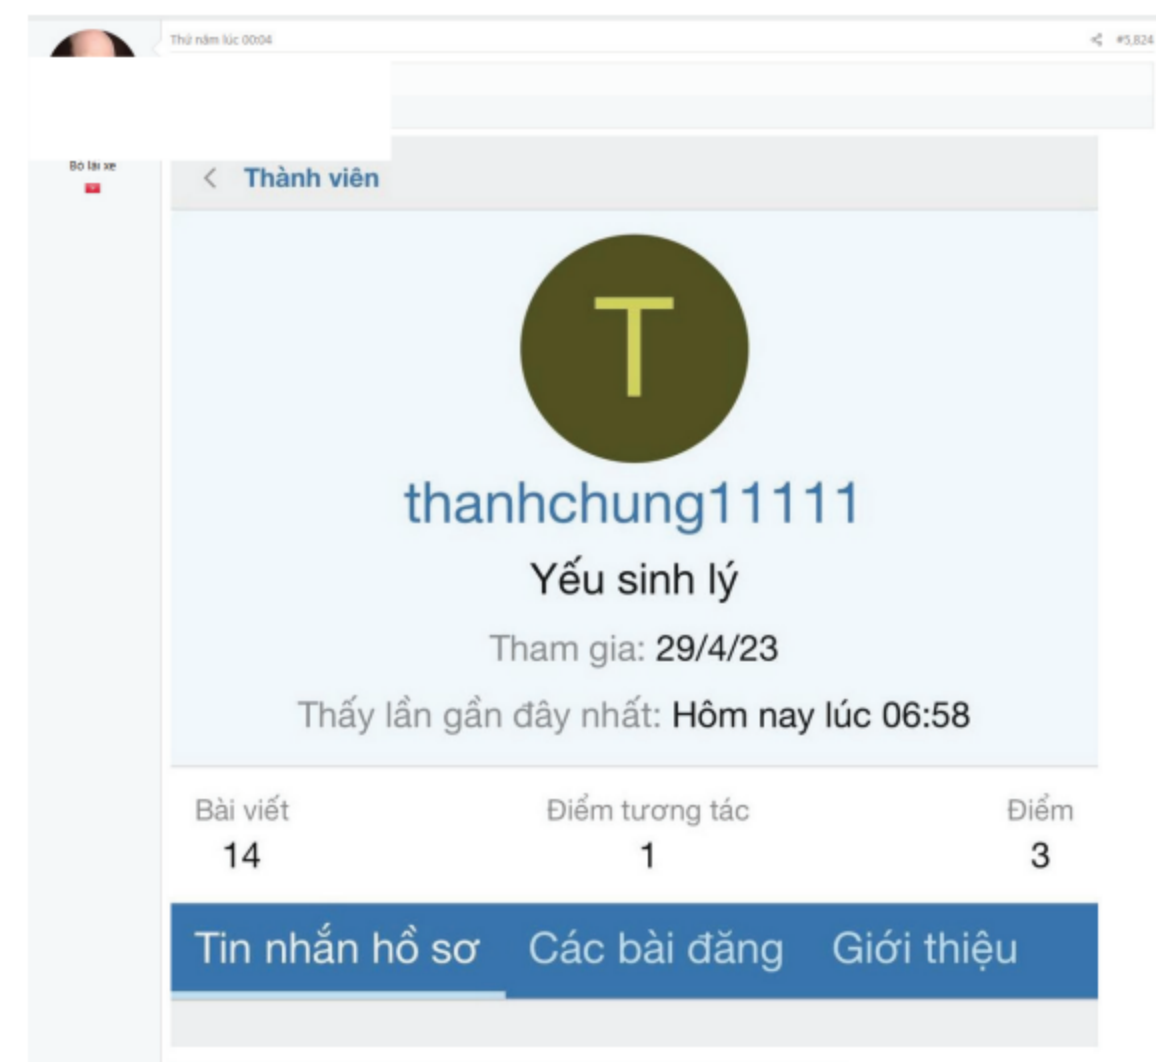 Thứ năm lúc 00:04
#5,824
Bò lái xe
Thành viên
T
thanhchung11111
Yếu sinh lý
Tham gia: 29/4/23
Thấy lần gần đây nhất: Hôm nay lúc 06:58
Bài viết Điểm tương tác Điểm
14 1 3
Tin nhắn hồ sơ Các bài đăng Giới thiệu